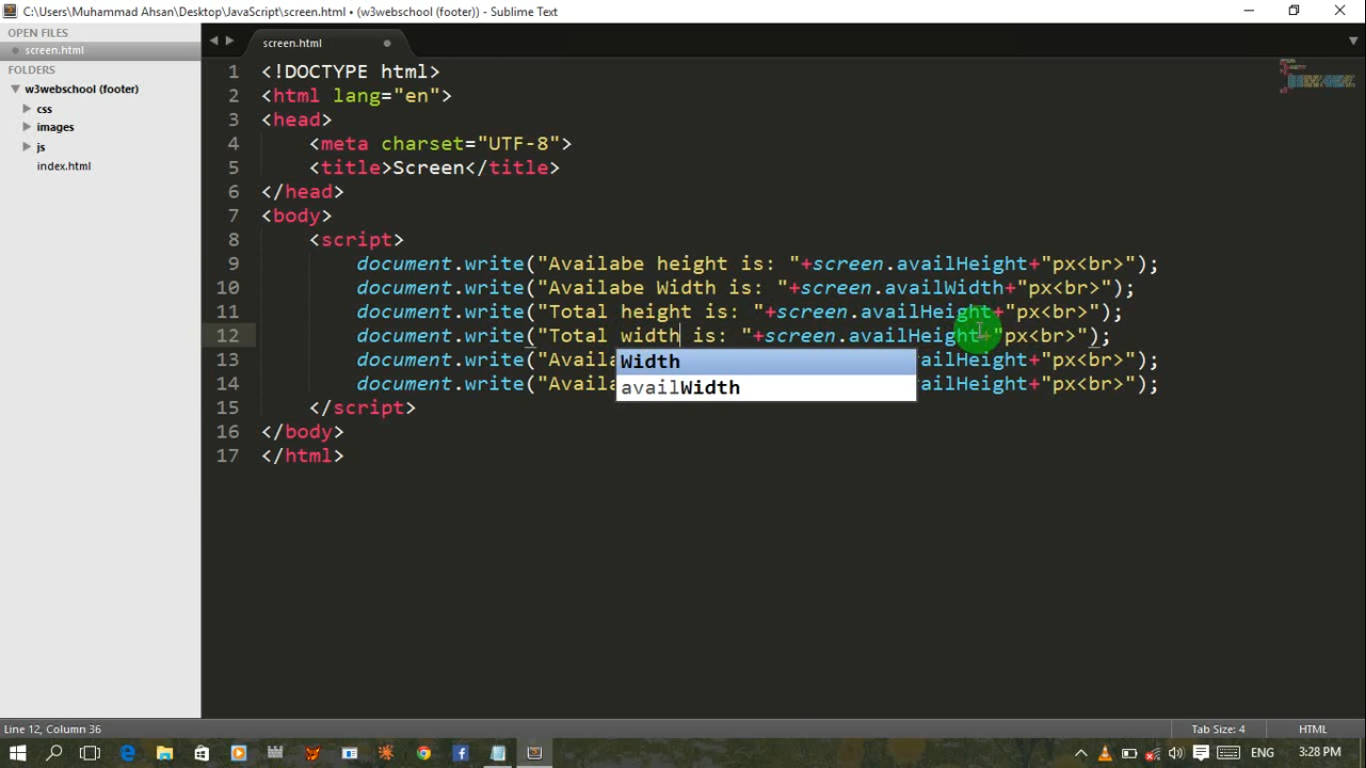 C:\Users\Muhammad Ahsan\Desktop\JavaScript\screen.html • (w3webschool (footer)) - Sublime Text
OPEN FILES
screen.html
FOLDERS
w3webschool (footer)
css
images
js
index.html
screen.html
1 <!DOCTYPE html>
2 <html lang="en">
3 <head>
4 <meta charset="UTF-8">
5 <title>Screen</title>
6 </head>
7 <body>
8 <script>
9 document.write("Availabe height is: "+screen.availHeight+"px<br>");
10 document.write("Availabe Width is: "+screen.availWidth+"px<br>");
11 document.write("Total height is: "+screen.availHeight+"px<br>");
12 document.write("Total width is: "+screen.availHeight+"px<br>");
Width
availWidth
13 document.write("Availa ailHeight+"px<br>");
14 document.write("Availa ailHeight+"px<br>");
15 </script>
16 </body>
17 </html>
Line 12, Column 36
Tab Size: 4
HTML
ENG
3:28 PM